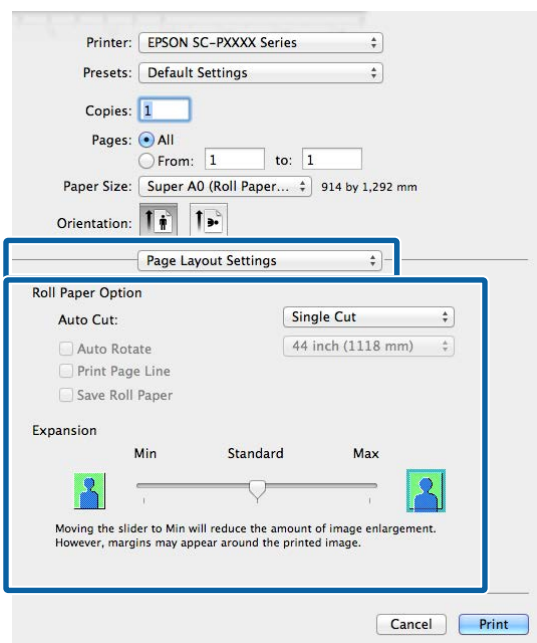 Printer: EPSON SC-PXXXX Series
Presets: Default Settings
Copies: 1
Pages: All
From: 1 to: 1
Paper Size: Super A0 (Roll Paper... 914 by 1,292 mm
Orientation:
Page Layout Settings
Roll Paper Option
Auto Cut: Single Cut
Auto Rotate 44 inch (1118 mm)
Print Page Line
Save Roll Paper
Expansion
Min Standard Max
Moving the slider to Min will reduce the amount of image enlargement.
However, margins may appear around the printed image.
Cancel Print